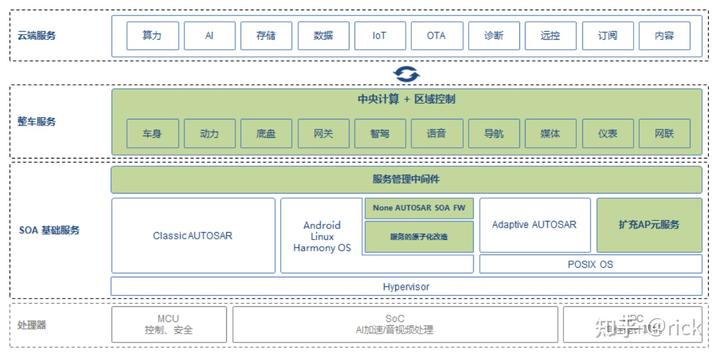 云端服务
算力
AI
存储
数据
IoT
OTA
诊断
远控
订阅
内容
整车服务
中央计算 + 区域控制
车身
动力
底盘
网关
智驾
语音
导航
媒体
仪表
网联
SOA 基础服务
服务管理中间件
Classic AUTOSAR
Android
Linux
Harmony OS
None AUTOSAR SOA FW
服务的原子化改造
Adaptive AUTOSAR
扩充AP元服务
POSIX OS
Hypervisor
处理器
MCU
控制、安全
SoC
AI加速/音视频处理
知乎 @rick